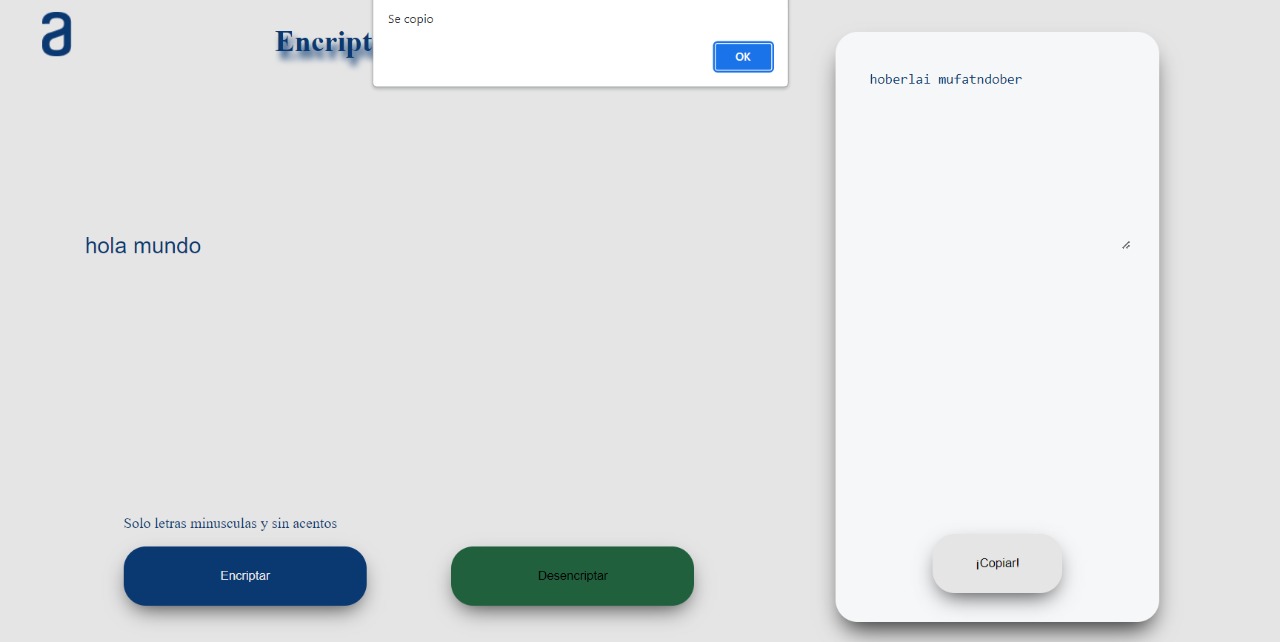 a
Encript
Se copio
OK
hoberlai mufatndober
hola mundo
Solo letras minusculas y sin acentos
Encriptar
Desencriptar
¡Copiar!